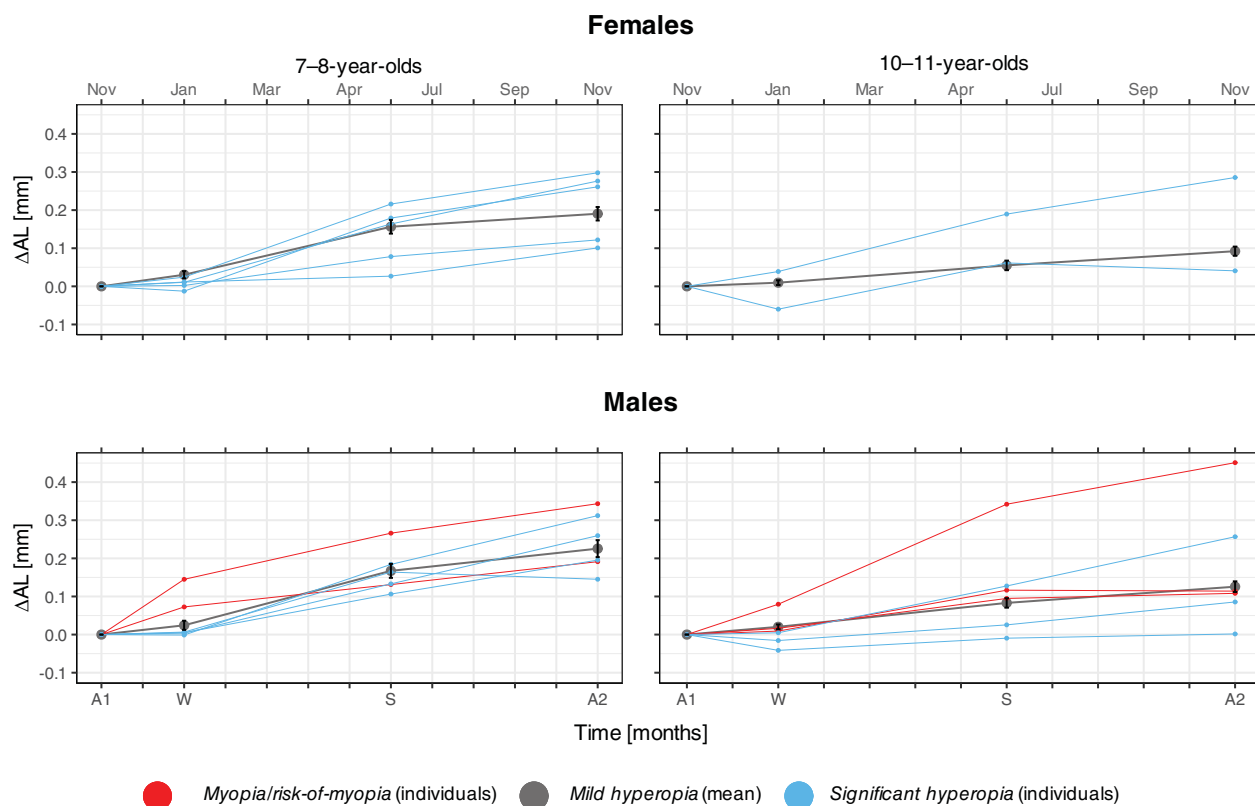 Females
7–8-year-olds
10–11-year-olds
Nov Jan Mar Apr Jul Sep Nov
Nov Jan Mar Apr Jul Sep Nov
ΔAL [mm]
0.4
0.3
0.2
0.1
0.0
-0.1
Males
ΔAL [mm]
0.4
0.3
0.2
0.1
0.0
-0.1
A1 W S A2
A1 W S A2
Time [months]
Myopia/risk-of-myopia (individuals) Mild hyperopia (mean) Significant hyperopia (individuals)